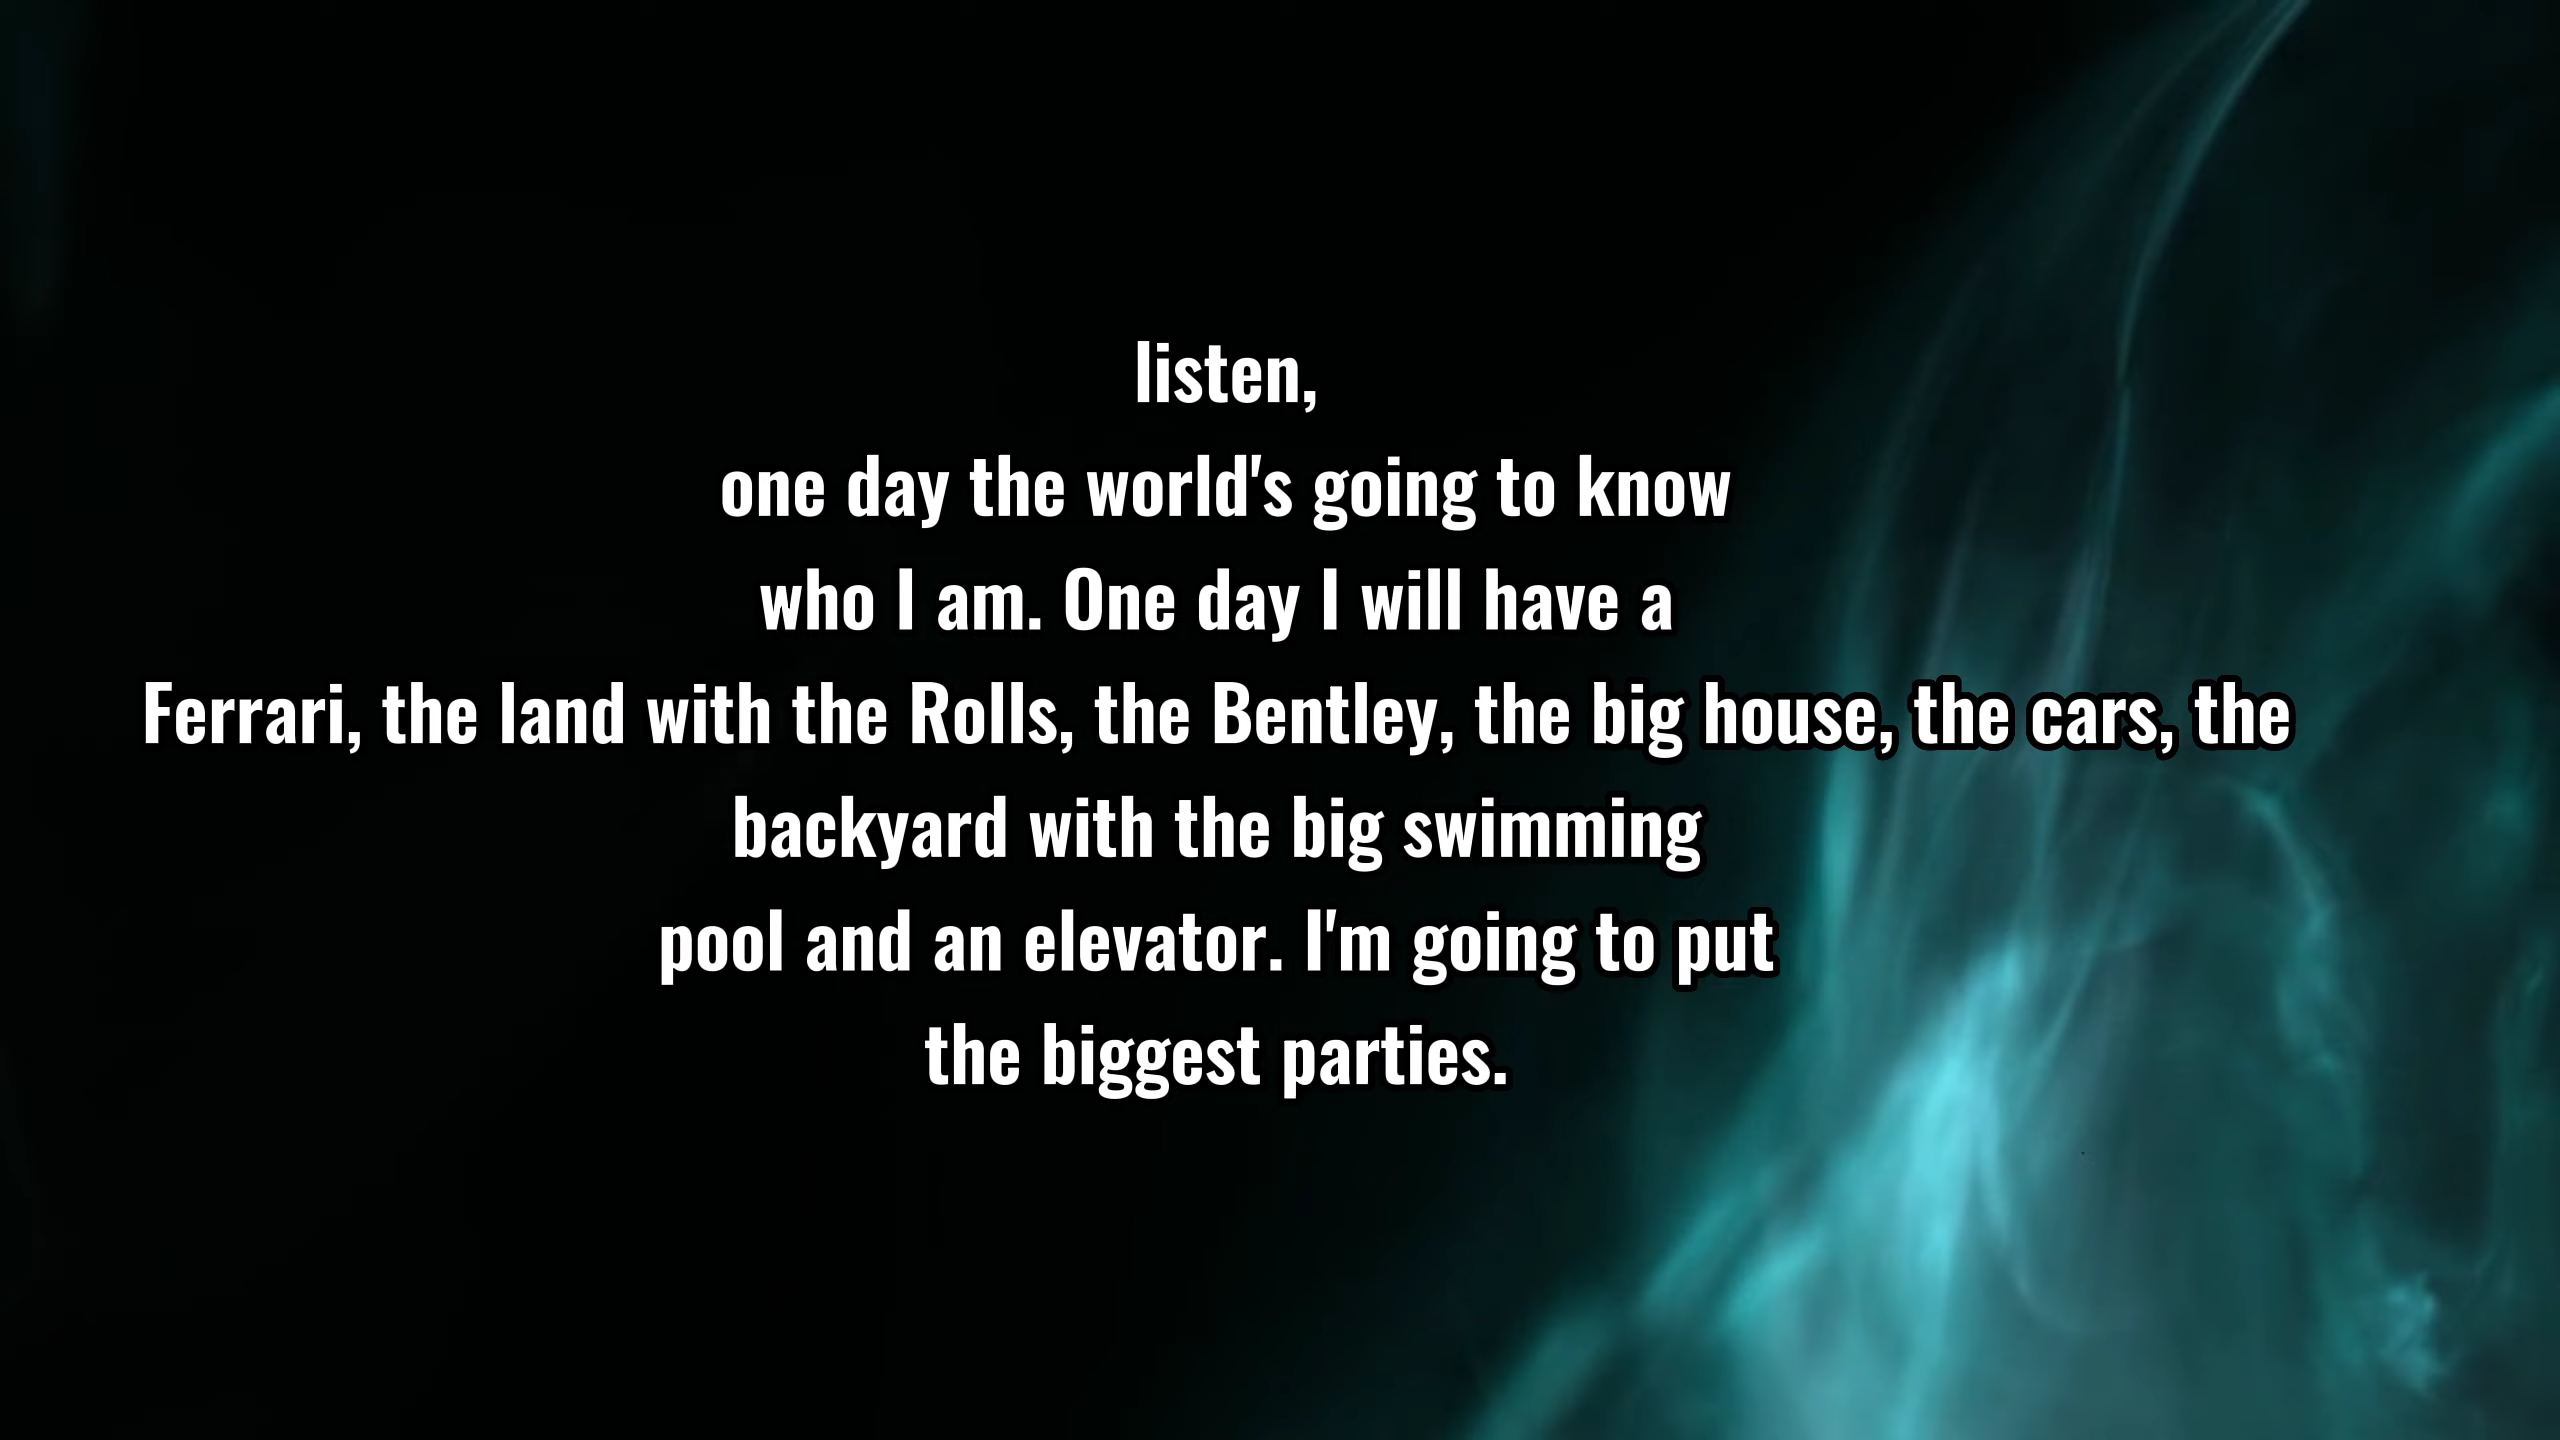 listen,
one day the world's going to know
who I am. One day I will have a
Ferrari, the land with the Rolls, the Bentley, the big house, the cars, the
backyard with the big swimming
pool and an elevator. I'm going to put
the biggest parties.